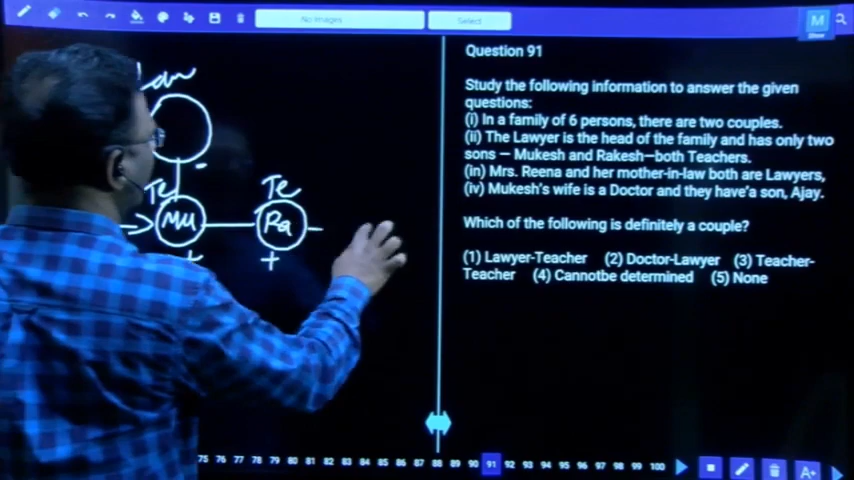 No Images
Select
M
Show
Question 91
Study the following information to answer the given
questions:
(i) In a family of 6 persons, there are two couples.
(ii) The Lawyer is the head of the family and has only two
sons – Mukesh and Rakesh–both Teachers.
(in) Mrs. Reena and her mother-in-law both are Lawyers,
(iv) Mukesh's wife is a Doctor and they have'a son, Ajay.
Which of the following is definitely a couple?
(1) Lawyer-Teacher (2) Doctor-Lawyer (3) Teacher-
Teacher (4) Cannotbe determined (5) None
Te
Te
Mu
Ra
-
+
+
75 76 77 78 79 80 81 82 83 84 85 86 87 88 89 90 91 92 93 94 95 96 97 98 99 100
A+